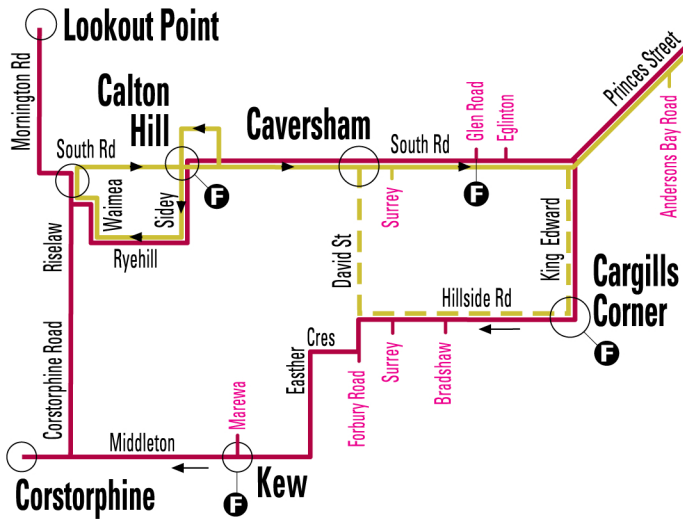 Lookout Point
Mornington Rd
Calton
Hill
Caversham
South Rd
South Rd
Glen Road
Eglinton
Princes Street
Andersons Bay Road
Waimea
Sidey
F
Surrey
F
Riselaw
Ryehill
David St
King Edward
Cargills
Corner
Hillside Rd
F
Cres
Easther
Corstorphine Road
Forbury Road
Surrey
Bradshaw
Marewa
Middleton
Corstorphine
F
Kew